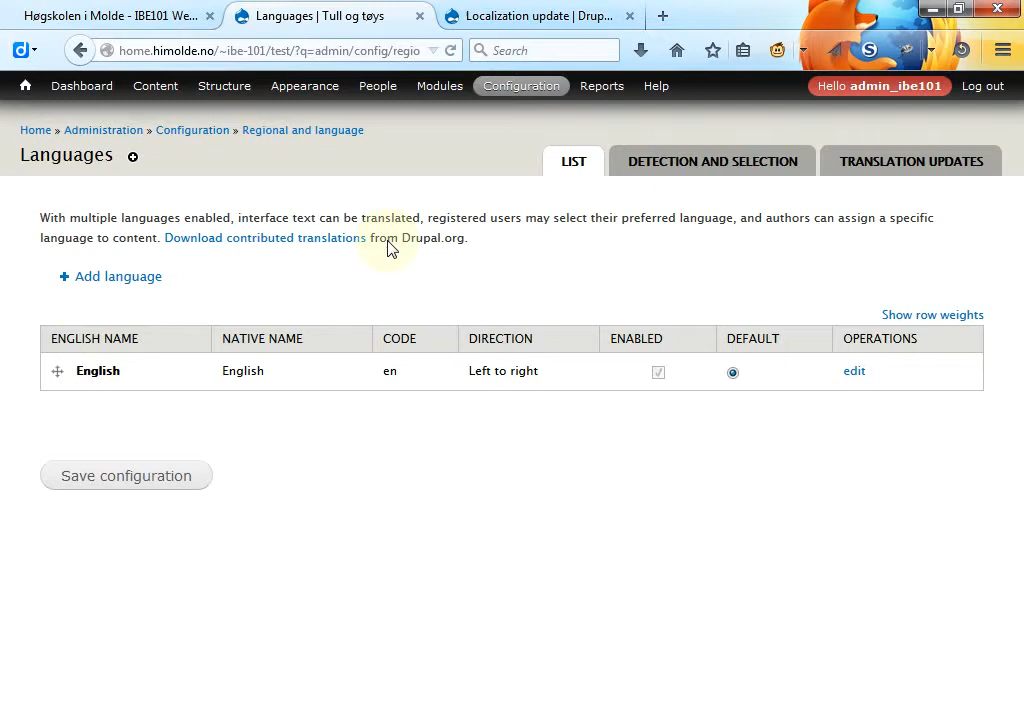 Høgskolen i Molde - IBE101 We...
Languages | Tull og tøys
Localization update | Drup...
home.himolde.no/~ibe-101/test/?q=admin/config/regio
Search
Dashboard
Content
Structure
Appearance
People
Modules
Configuration
Reports
Help
Hello admin_ibe101
Log out
Home » Administration » Configuration » Regional and language
Languages
LIST
DETECTION AND SELECTION
TRANSLATION UPDATES
With multiple languages enabled, interface text can be translated, registered users may select their preferred language, and authors can assign a specific
language to content. Download contributed translations from Drupal.org.
Add language
Show row weights
ENGLISH NAME
NATIVE NAME
CODE
DIRECTION
ENABLED
DEFAULT
OPERATIONS
English
English
en
Left to right
edit
Save configuration